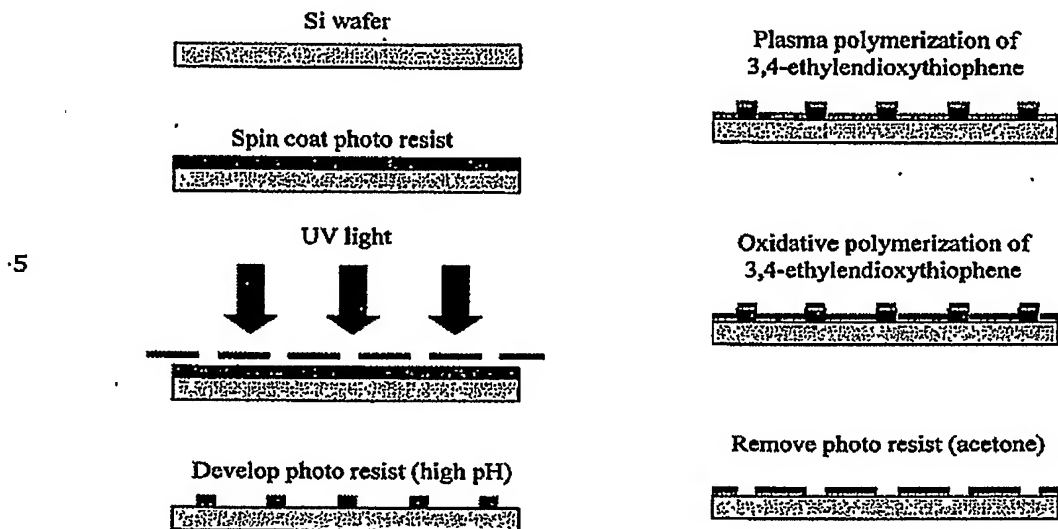 Si wafer
Spin coat photo resist
UV light
5
Develop photo resist (high pH)
Plasma polymerization of
3,4-ethylendioxythiophene
Oxidative polymerization of
3,4-ethylendioxythiophene
Remove photo resist (acetone)